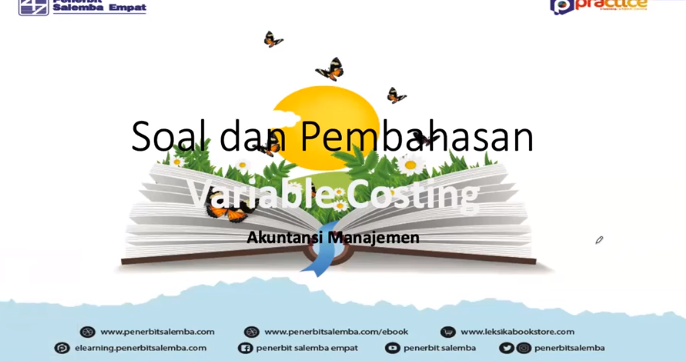 Penerbit
Salemba Empat
practice
Soal dan Pembahasan
Variable Costing
Akuntansi Manajemen
www.penerbitsalemba.com
www.penerbitsalemba.com/ebook
www.leksikabookstore.com
elearning.penerbitsalemba.com
penerbit salemba empat
penerbit salemba
penerbitsalemba